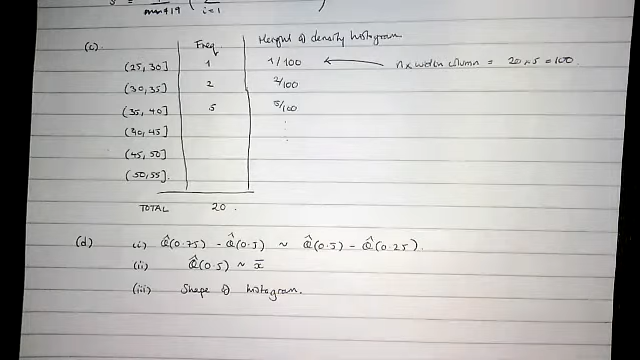 (c). Freq Height of density histogram
(25, 30] 1 1/100 ← n x width column = 20 x 5 = 100
(30, 35] 2 2/100
(35, 40] 5 5/100
(40, 45] :
(45, 50] :
(50, 55].
TOTAL 20.
(d) (i) Q̂(0.75) - Q̂(0.5) ~ Q̂(0.5) - Q̂(0.25).
(ii) Q̂(0.5) ~ x̄
(iii) Shape of histogram.